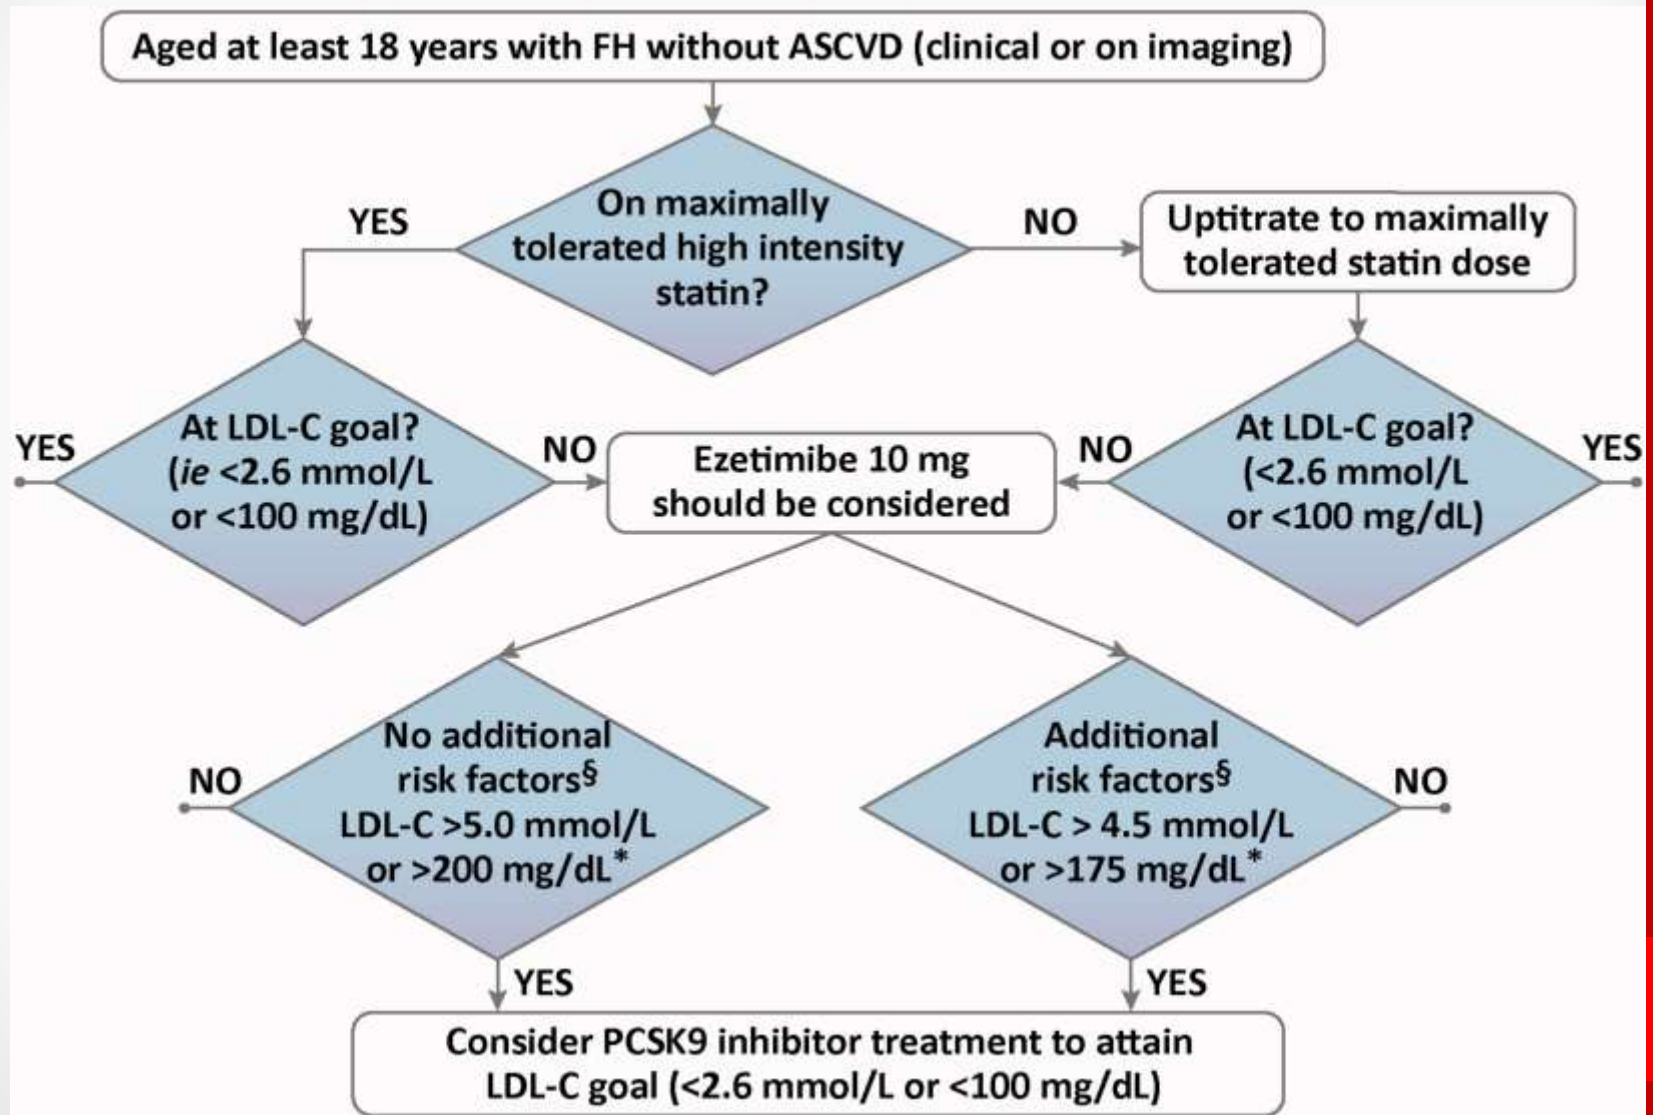 Aged at least 18 years with FH without ASCVD (clinical or on imaging)
On maximally
tolerated high intensity
statin?
YES
NO
Uptitrate to maximally
tolerated statin dose
At LDL-C goal?
(ie <2.6 mmol/L
or <100 mg/dL)
YES
NO
Ezetimibe 10 mg
should be considered
NO
At LDL-C goal?
(<2.6 mmol/L
or <100 mg/dL)
YES
No additional
risk factors§
LDL-C >5.0 mmol/L
or >200 mg/dL*
NO
Additional
risk factors§
LDL-C > 4.5 mmol/L
or >175 mg/dL*
NO
YES
YES
Consider PCSK9 inhibitor treatment to attain
LDL-C goal (<2.6 mmol/L or <100 mg/dL)